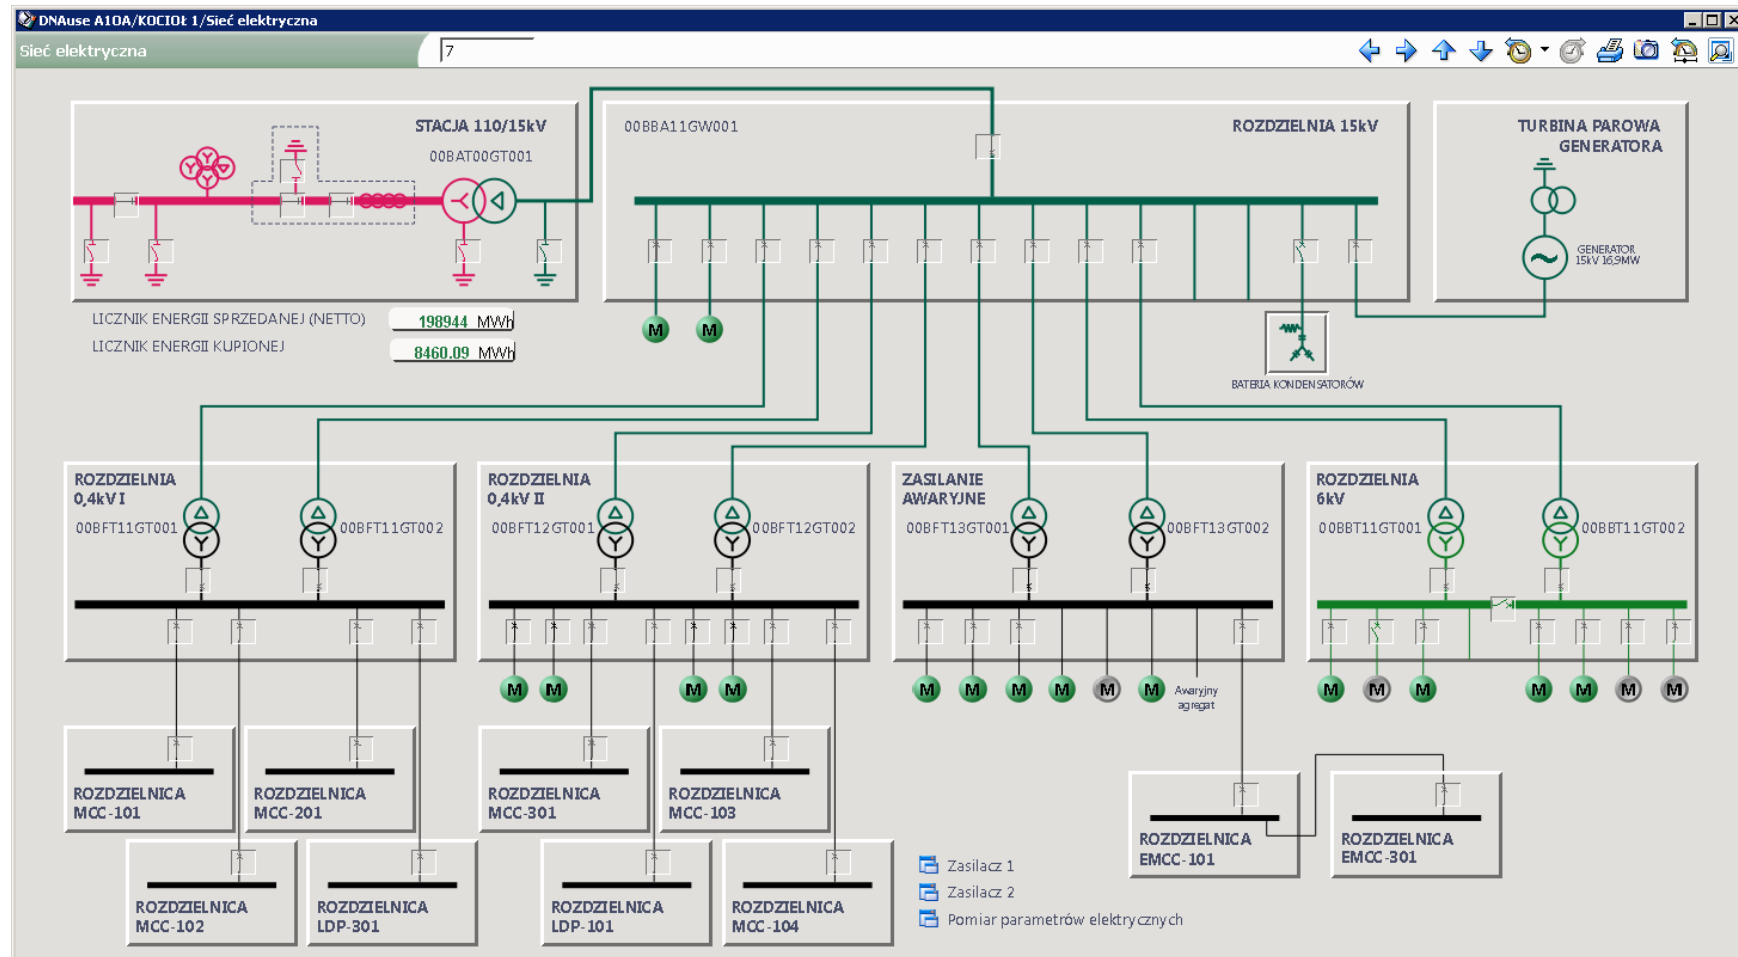 DNAuse A10A/KOCIOŁ 1/Sieć elektryczna
Sieć elektryczna
7
STACJA 110/15kV
00BAT00GT001
00BBA11GW001
ROZDZIELNIA 15kV
TURBINA PAROWA
GENERATORA
GENERATOR
15kV 16,9MW
LICZNIK ENERGII SPRZEDANEJ (NETTO)
198944 MWh
LICZNIK ENERGII KUPIONEJ
8460.09 MWh
M M
BATERIA KONDENSATORÓW
ROZDZIELNIA
0,4kV I
00BFT11GT001
00BFT11GT002
ROZDZIELNIA
0,4kV II
00BFT12GT001
00BFT12GT002
ZASILANIE
AWARYJNE
00BFT13GT001
00BFT13GT002
ROZDZIELNIA
6kV
00BBT11GT001
00BBT11GT002
M M M M
M M M M M M
Awaryjny
agregat
M M M M M M M
ROZDZIELNICA
MCC-101
ROZDZIELNICA
MCC-201
ROZDZIELNICA
MCC-301
ROZDZIELNICA
MCC-103
ROZDZIELNICA
EMCC-101
ROZDZIELNICA
EMCC-301
ROZDZIELNICA
MCC-102
ROZDZIELNICA
LDP-301
ROZDZIELNICA
LDP-101
ROZDZIELNICA
MCC-104
Zasilacz 1
Zasilacz 2
Pomiar parametrów elektrycznych